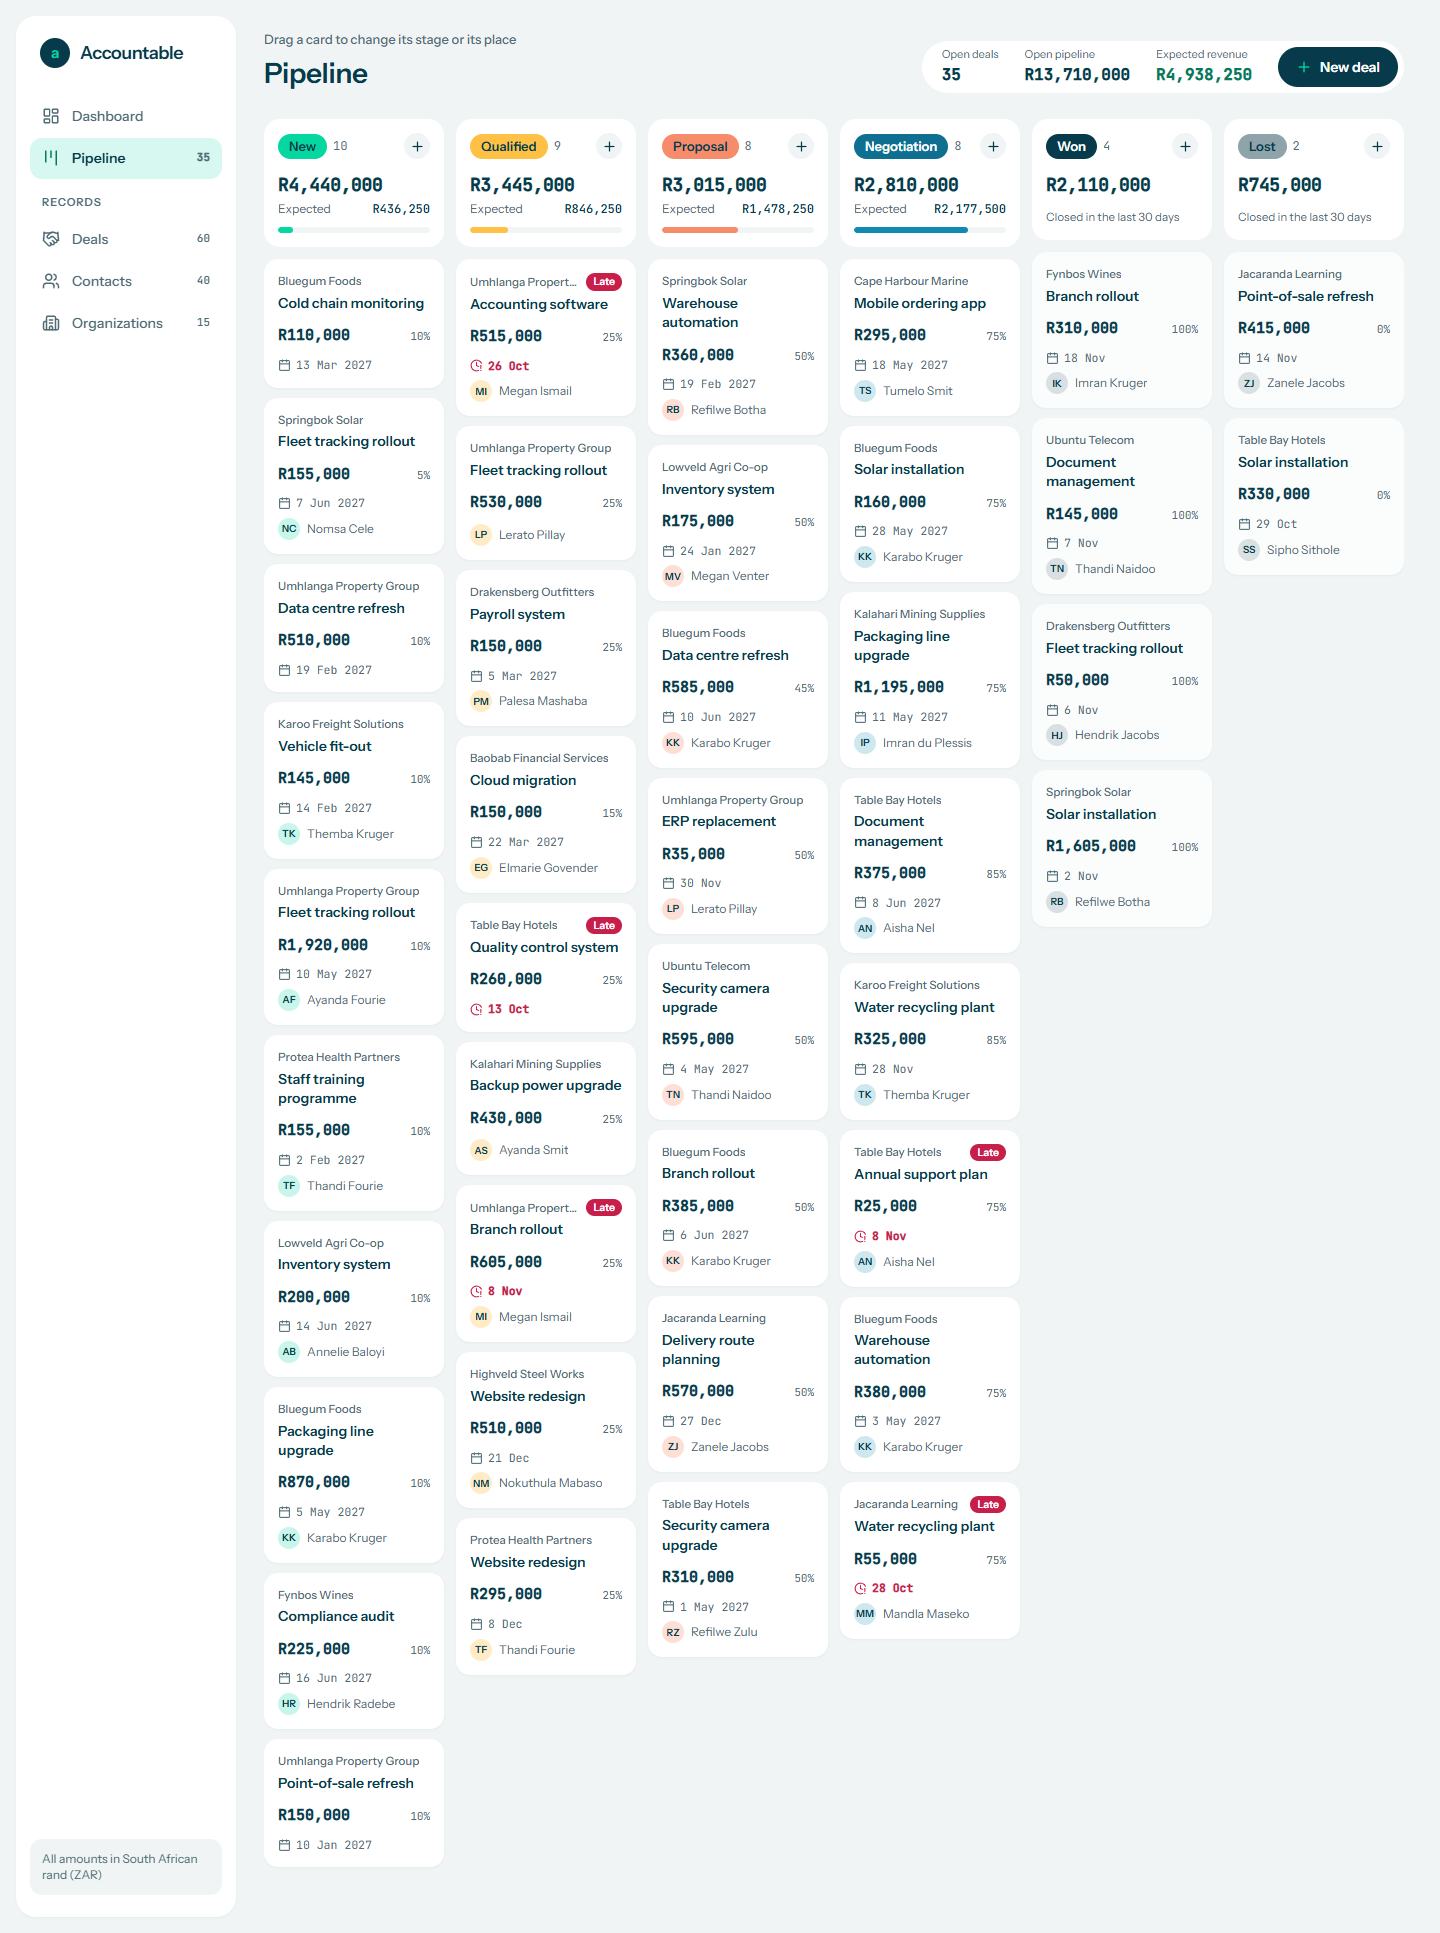 a Accountable
Dashboard
Pipeline 35
RECORDS
Deals 60
Contacts 40
Organizations 15
All amounts in South African
rand (ZAR)
Drag a card to change its stage or its place
Pipeline
Open deals
35
Open pipeline
R13,710,000
Expected revenue
R4,938,250
+ New deal
New 10 +
R4,440,000
Expected R436,250
Bluegum Foods
Cold chain monitoring
R110,000 10%
13 Mar 2027
Springbok Solar
Fleet tracking rollout
R155,000 5%
7 Jun 2027
NC Nomsa Cele
Umhlanga Property Group
Data centre refresh
R510,000 10%
19 Feb 2027
Karoo Freight Solutions
Vehicle fit-out
R145,000 10%
14 Feb 2027
TK Themba Kruger
Umhlanga Property Group
Fleet tracking rollout
R1,920,000 10%
10 May 2027
AF Ayanda Fourie
Protea Health Partners
Staff training
programme
R155,000 10%
2 Feb 2027
TF Thandi Fourie
Lowveld Agri Co-op
Inventory system
R200,000 10%
14 Jun 2027
AB Annelie Baloyi
Bluegum Foods
Packaging line
upgrade
R870,000 10%
5 May 2027
KK Karabo Kruger
Fynbos Wines
Compliance audit
R225,000 10%
16 Jun 2027
HR Hendrik Radebe
Umhlanga Property Group
Point-of-sale refresh
R150,000 10%
10 Jan 2027
Qualified 9 +
R3,445,000
Expected R846,250
Umhlanga Propert... Late
Accounting software
R515,000 25%
26 Oct
MI Megan Ismail
Umhlanga Property Group
Fleet tracking rollout
R530,000 25%
LP Lerato Pillay
Drakensberg Outfitters
Payroll system
R150,000 25%
5 Mar 2027
PM Palesa Mashaba
Baobab Financial Services
Cloud migration
R150,000 15%
22 Mar 2027
EG Elmarie Govender
Table Bay Hotels Late
Quality control system
R260,000 25%
13 Oct
Kalahari Mining Supplies
Backup power upgrade
R430,000 25%
AS Ayanda Smit
Umhlanga Propert... Late
Branch rollout
R605,000 25%
8 Nov
MI Megan Ismail
Highveld Steel Works
Website redesign
R510,000 25%
21 Dec
NM Nokuthula Mabaso
Protea Health Partners
Website redesign
R295,000 25%
8 Dec
TF Thandi Fourie
Proposal 8 +
R3,015,000
Expected R1,478,250
Springbok Solar
Warehouse
automation
R360,000 50%
19 Feb 2027
RB Refilwe Botha
Lowveld Agri Co-op
Inventory system
R175,000 50%
24 Jan 2027
MV Megan Venter
Bluegum Foods
Data centre refresh
R585,000 45%
10 Jun 2027
KK Karabo Kruger
Umhlanga Property Group
ERP replacement
R35,000 50%
30 Nov
LP Lerato Pillay
Ubuntu Telecom
Security camera
upgrade
R595,000 50%
4 May 2027
TN Thandi Naidoo
Bluegum Foods
Branch rollout
R385,000 50%
6 Jun 2027
KK Karabo Kruger
Jacaranda Learning
Delivery route
planning
R570,000 50%
27 Dec
ZJ Zanele Jacobs
Table Bay Hotels
Security camera
upgrade
R310,000 50%
1 May 2027
RZ Refilwe Zulu
Negotiation 8 +
R2,810,000
Expected R2,177,500
Cape Harbour Marine
Mobile ordering app
R295,000 75%
18 May 2027
TS Tumelo Smit
Bluegum Foods
Solar installation
R160,000 75%
28 May 2027
KK Karabo Kruger
Kalahari Mining Supplies
Packaging line
upgrade
R1,195,000 75%
11 May 2027
IP Imran du Plessis
Table Bay Hotels
Document
management
R375,000 85%
8 Jun 2027
AN Aisha Nel
Karoo Freight Solutions
Water recycling plant
R325,000 85%
28 Nov
TK Themba Kruger
Table Bay Hotels Late
Annual support plan
R25,000 75%
8 Nov
AN Aisha Nel
Bluegum Foods
Warehouse
automation
R380,000 75%
3 May 2027
KK Karabo Kruger
Jacaranda Learning Late
Water recycling plant
R55,000 75%
28 Oct
MM Mandla Maseko
Won 4 +
R2,110,000
Closed in the last 30 days
Fynbos Wines
Branch rollout
R310,000 100%
18 Nov
IK Imran Kruger
Ubuntu Telecom
Document
management
R145,000 100%
7 Nov
TN Thandi Naidoo
Drakensberg Outfitters
Fleet tracking rollout
R50,000 100%
6 Nov
HJ Hendrik Jacobs
Springbok Solar
Solar installation
R1,605,000 100%
2 Nov
RB Refilwe Botha
Lost 2 +
R745,000
Closed in the last 30 days
Jacaranda Learning
Point-of-sale refresh
R415,000 0%
14 Nov
ZJ Zanele Jacobs
Table Bay Hotels
Solar installation
R330,000 0%
29 Oct
SS Sipho Sithole